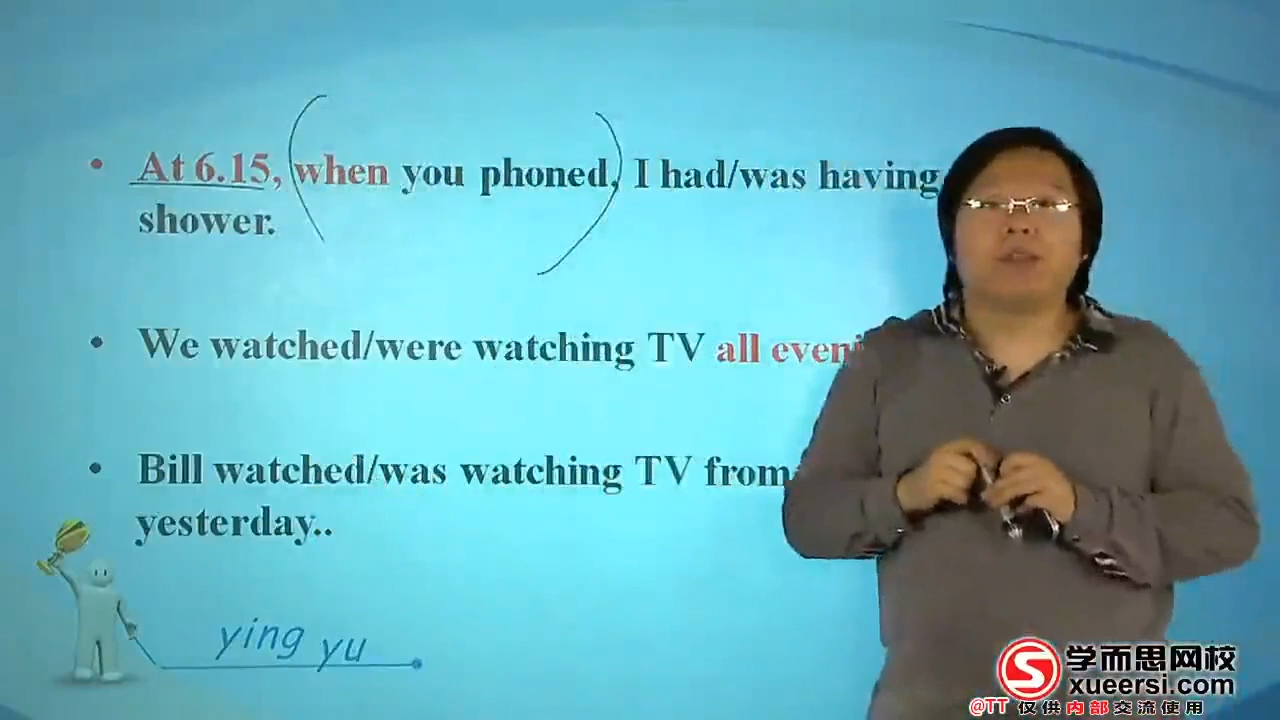 At 6.15, when you phoned, I had/was having
shower.
We watched/were watching TV all
Bill watched/was watching TV from
yesterday..
ying yu
学而思网校
xueersi.com
@TT 仅供内部交流使用